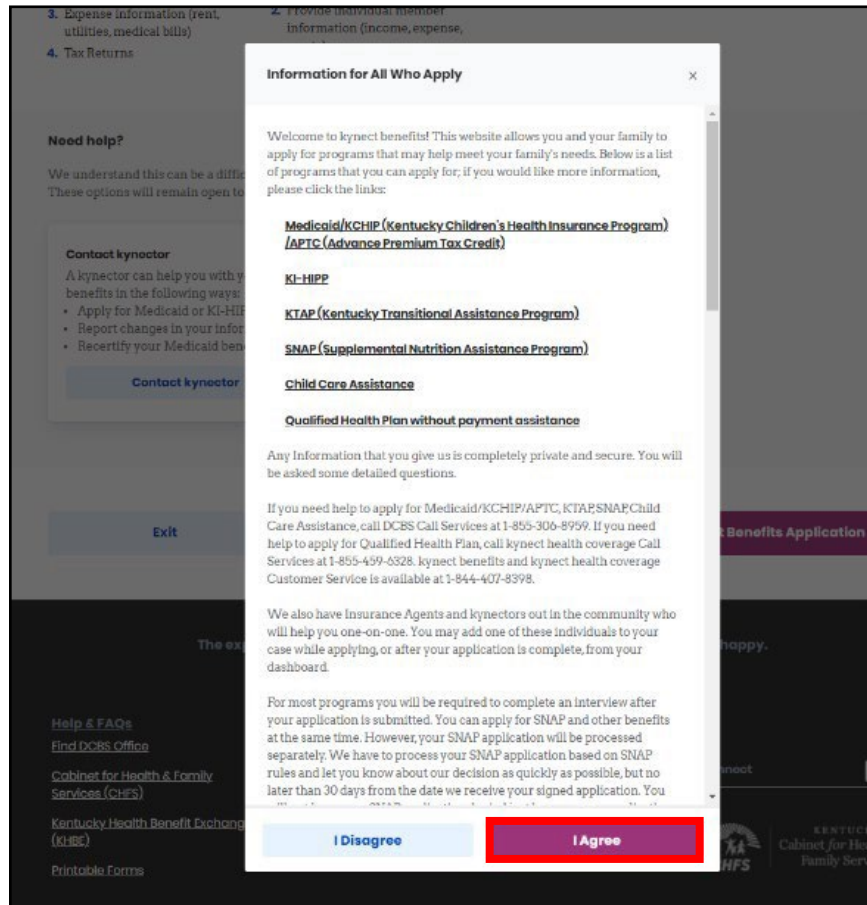 3. Expense information (rent,
utilities, medical bills)
4. Tax Returns
2. Provide individual member
information (income, expense,
Need help?
We understand this can be a
These options will remain open to
Contact kynector
A kynector can help you with
benefits in the following ways:
• Apply for Medicaid or
• Report changes in your
• Recertify your Medicaid
Contact kynector
Exit
Benefits Application
Information for All Who Apply
×
Welcome to kynect benefits! This website allows you and your family to
apply for programs that may help meet your family's needs. Below is a list
of programs that you can apply for; if you would like more information,
please click the links:
Medicaid/KCHIP (Kentucky Children's Health Insurance Program)
/APTC (Advance Premium Tax Credit)
KI-HIPP
KTAP (Kentucky Transitional Assistance Program)
SNAP (Supplemental Nutrition Assistance Program)
Child Care Assistance
Qualified Health Plan without payment assistance
Any Information that you give us is completely private and secure. You will
be asked some detailed questions.
If you need help to apply for Medicaid/KCHIP/APTC, KTAP,SNAP,Child
Care Assistance, call DCBS Call Services at 1-855-306-8959. If you need
help to apply for Qualified Health Plan, call kynect health coverage Call
Services at 1-855-459-6328. kynect benefits and kynect health coverage
Customer Service is available at 1-844-407-8398.
We also have Insurance Agents and kynectors out in the community who
will help you one-on-one. You may add one of these individuals to your
case while applying, or after your application is complete, from your
dashboard.
For most programs you will be required to complete an interview after
your application is submitted. You can apply for SNAP and other benefits
at the same time. However, your SNAP application will be processed
separately. We have to process your SNAP application based on SNAP
rules and let you know about our decision as quickly as possible, but no
later than 30 days from the date we receive your signed application. You
I Disagree
I Agree
The
happy.
Help & FAQs
Find DCBS Office
Cabinet for Health & Family
Services (CHFS)
Kentucky Health Benefit
(KHBE)
Printable Forms
Cabinet for
Family